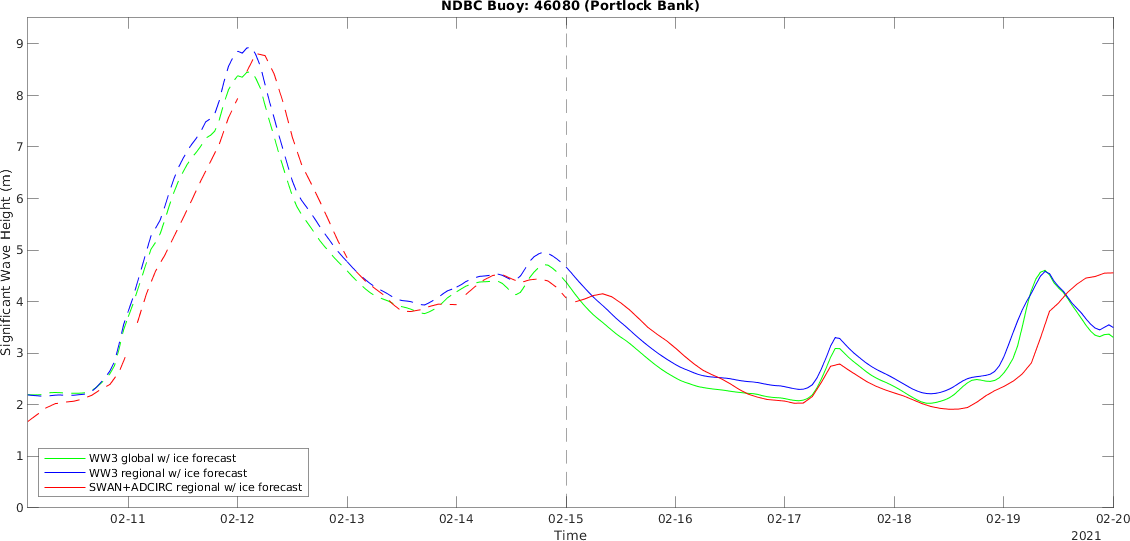 NDBC Buoy: 46080 (Portlock Bank)
Significant Wave Height (m)
9
8
7
6
5
4
3
2
1
0
WW3 global w/ ice forecast
WW3 regional w/ ice forecast
SWAN+ADCIRC regional w/ ice forecast
02-11 02-12 02-13 02-14 02-15 02-16 02-17 02-18 02-19 02-20
Time
2021